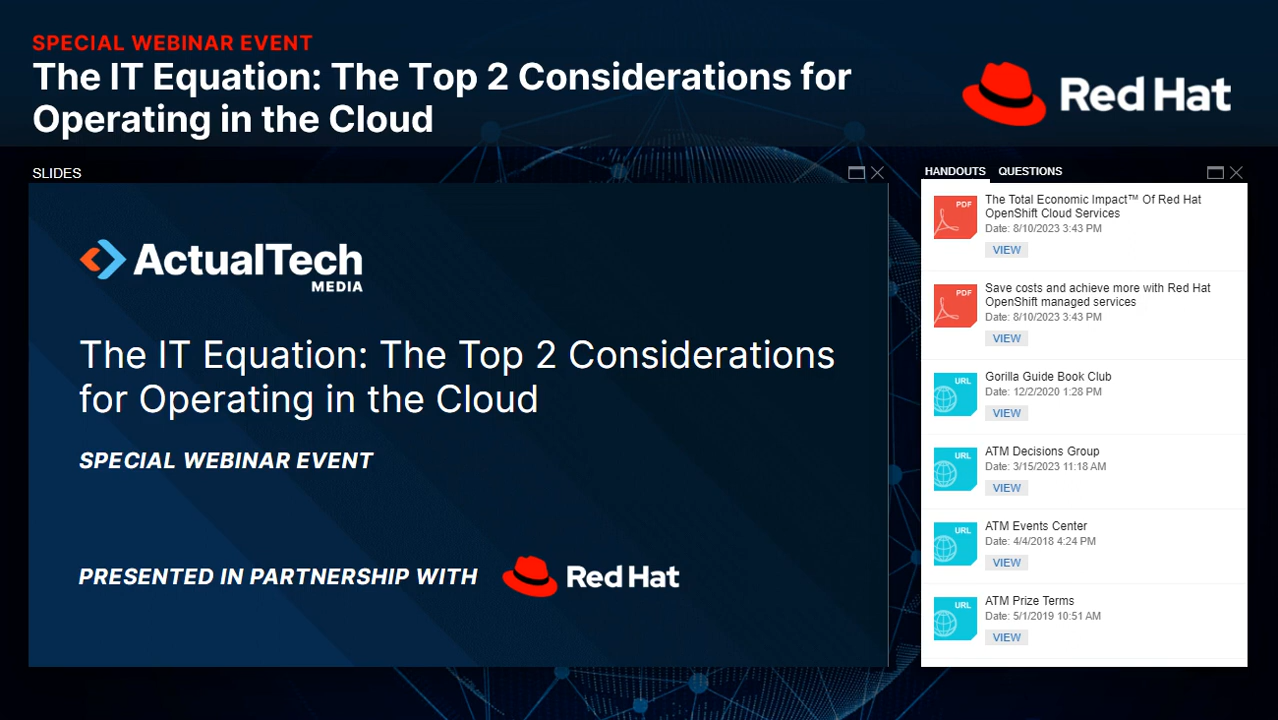 SPECIAL WEBINAR EVENT
The IT Equation: The Top 2 Considerations for
Operating in the Cloud
Red Hat
SLIDES
ActualTech
MEDIA
The IT Equation: The Top 2 Considerations
for Operating in the Cloud
SPECIAL WEBINAR EVENT
PRESENTED IN PARTNERSHIP WITH
Red Hat
HANDOUTS QUESTIONS
PDF
The Total Economic Impact™ Of Red Hat
OpenShift Cloud Services
Date: 8/10/2023 3:43 PM
VIEW
PDF
Save costs and achieve more with Red Hat
OpenShift managed services
Date: 8/10/2023 3:43 PM
VIEW
URL
Gorilla Guide Book Club
Date: 12/2/2020 1:28 PM
VIEW
URL
ATM Decisions Group
Date: 3/15/2023 11:18 AM
VIEW
URL
ATM Events Center
Date: 4/4/2018 4:24 PM
VIEW
URL
ATM Prize Terms
Date: 5/1/2019 10:51 AM
VIEW